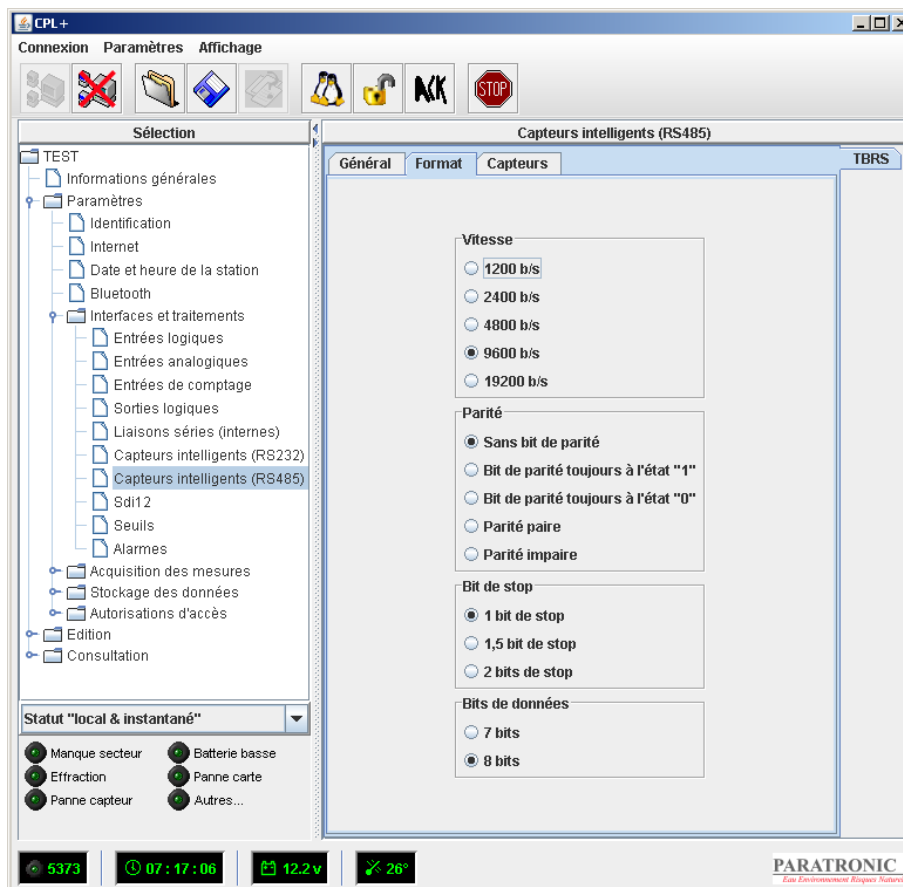 CPL+
Connexion Paramètres Affichage
ACK
STOP
Sélection
TEST
Informations générales
Paramètres
Identification
Internet
Date et heure de la station
Bluetooth
Interfaces et traitements
Entrées logiques
Entrées analogiques
Entrées de comptage
Sorties logiques
Liaisons séries (internes)
Capteurs intelligents (RS232)
Capteurs intelligents (RS485)
Sdi12
Seuils
Alarmes
Acquisition des mesures
Stockage des données
Autorisations d'accès
Edition
Consultation
Statut "local & instantané"
Manque secteur Batterie basse
Effraction Panne carte
Panne capteur Autres...
Capteurs intelligents (RS485)
Général Format Capteurs
TBRS
Vitesse
1200 b/s
2400 b/s
4800 b/s
9600 b/s
19200 b/s
Parité
Sans bit de parité
Bit de parité toujours à l'état "1"
Bit de parité toujours à l'état "0"
Parité paire
Parité impaire
Bit de stop
1 bit de stop
1,5 bit de stop
2 bits de stop
Bits de données
7 bits
8 bits
5373 07:17:06 12.2 v 26°
PARATRONIC
Eau Environnement Risques Naturels